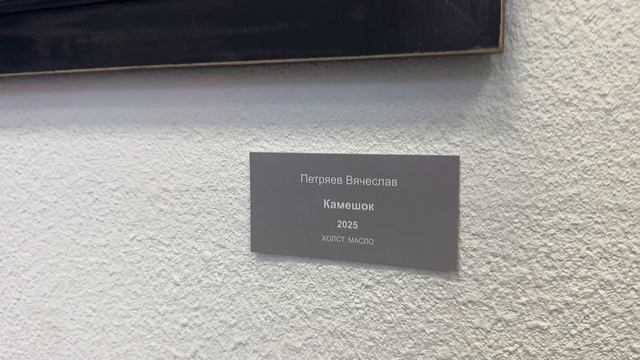 Петряев Вячеслав
Камешок
2025
ХОЛСТ. МАСЛО